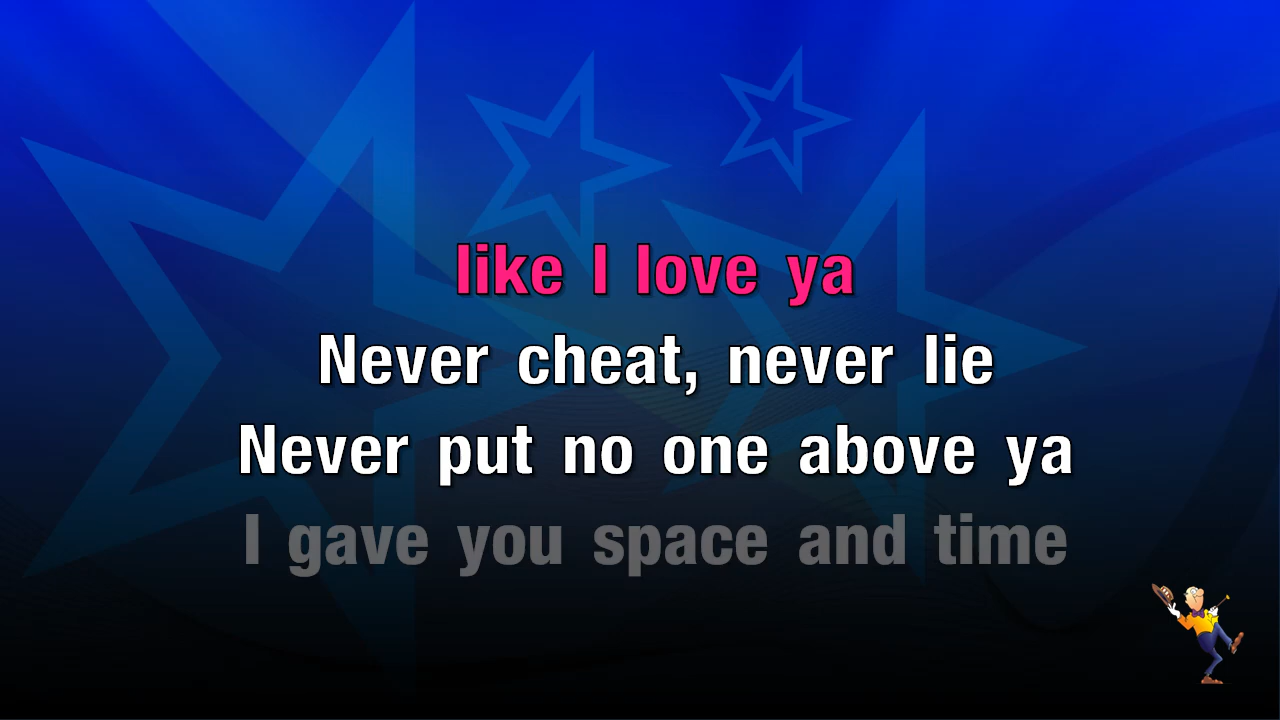 like I love ya
Never cheat, never lie
Never put no one above ya
I gave you space and time